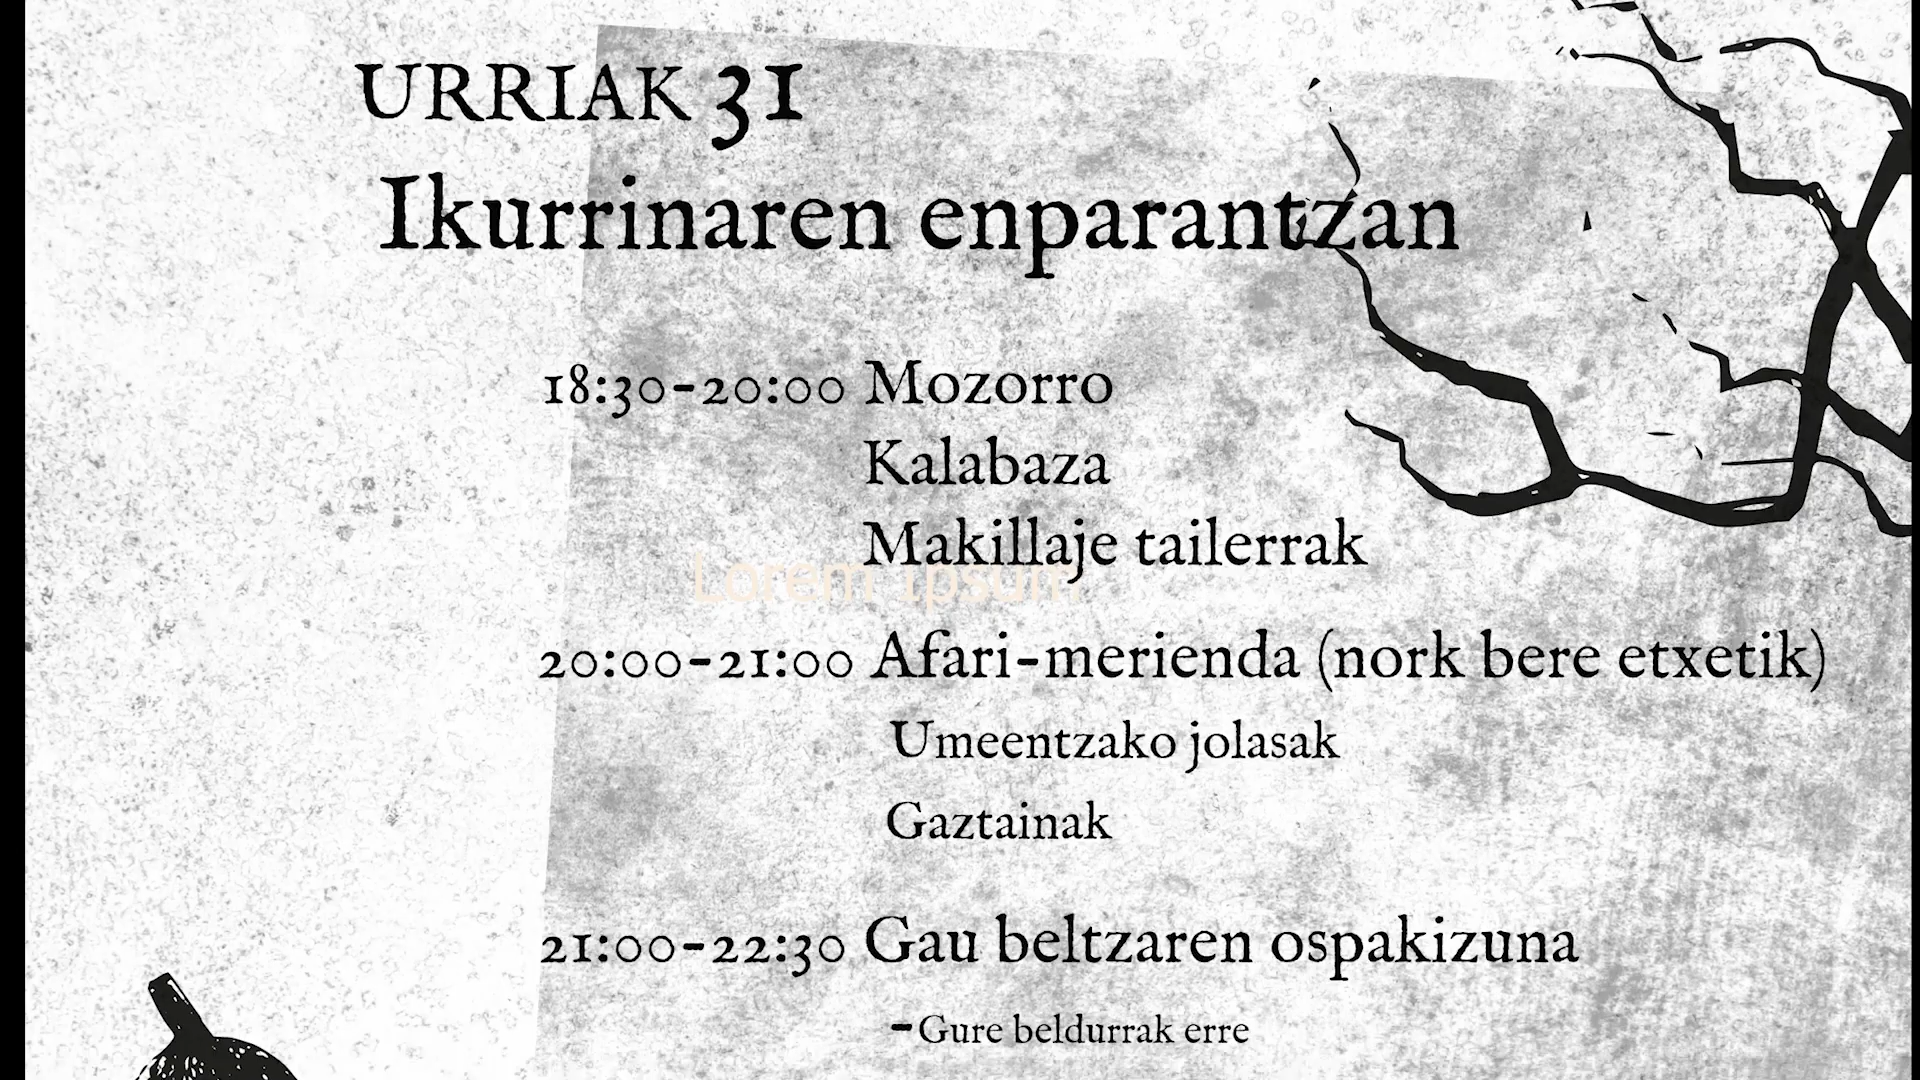 URRIAK 31
Ikurrinaren enparantzan
18:30-20:00 Mozorro
Kalabaza
Makillaje tailerrak
Lorem Ipsum
20:00-21:00 Afari-merienda (nork bere etxetik)
Umeentzako jolasak
Gaztainak
21:00-22:30 Gau beltzaren ospakizuna
-Gure beldurrak erre